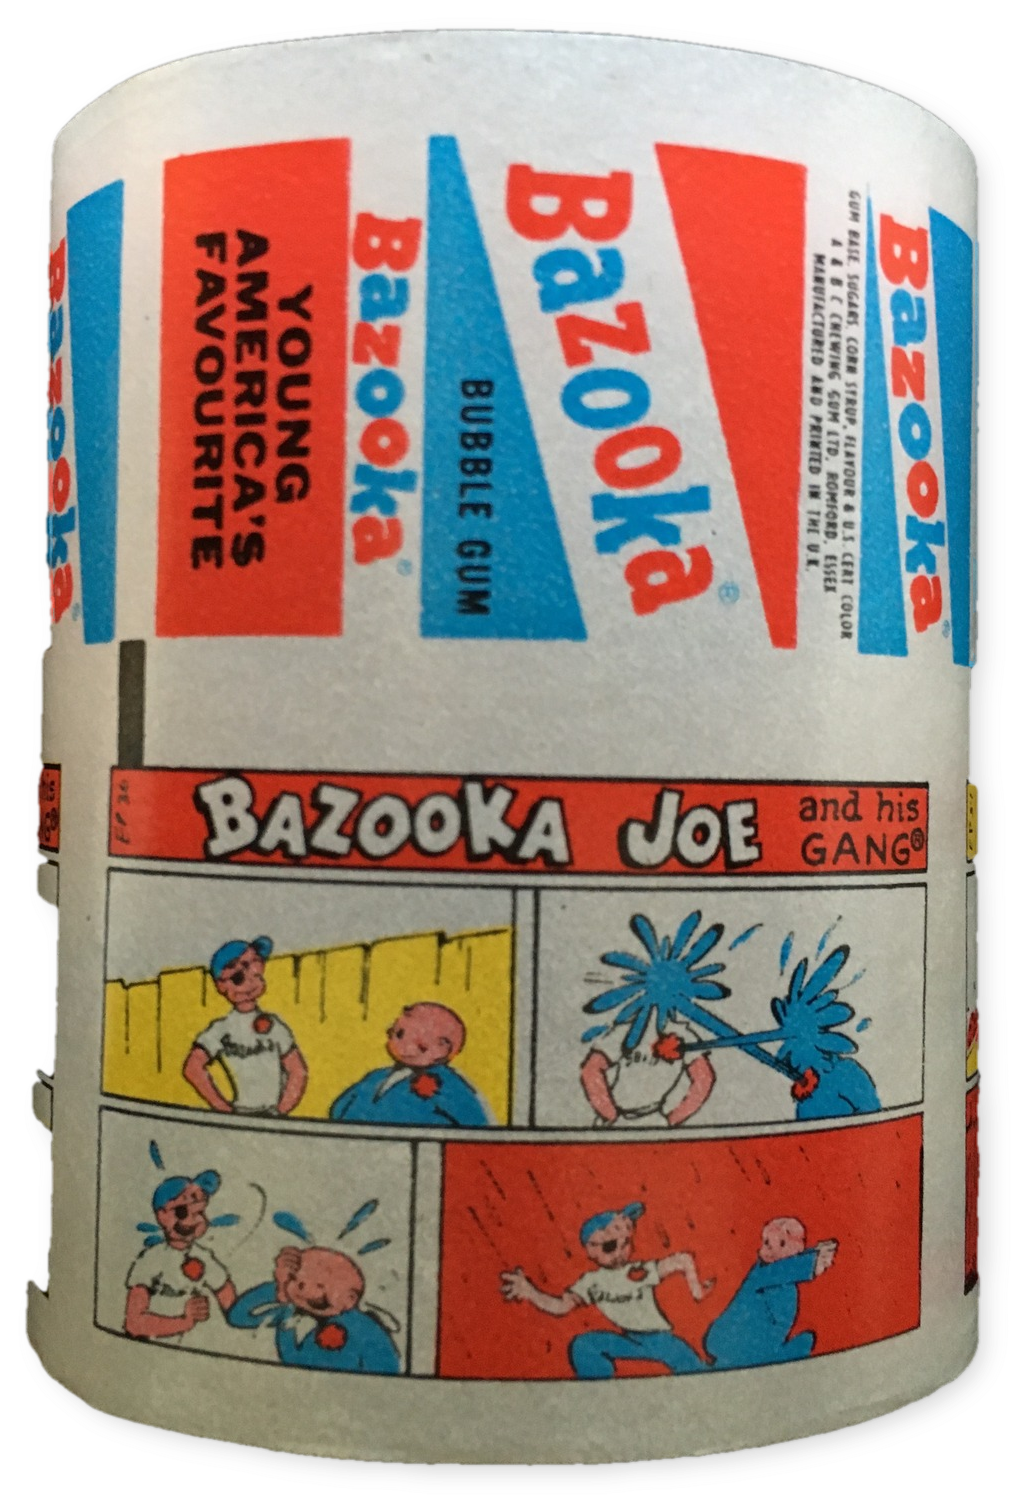 Bazooka®
YOUNG
AMERICA'S
FAVOURITE
Bazooka®
BUBBLE GUM
Bazooka®
GUM BASE, SUGARS, CORN SYRUP, FLAVOUR & U.S. CERT COLOR
A & B C CHEWING GUM LTD. ROMFORD, ESSEX
MANUFACTURED AND PRINTED IN THE U.K.
Bazooka®
BAZOOKA JOE and his
GANG®
Bazooka